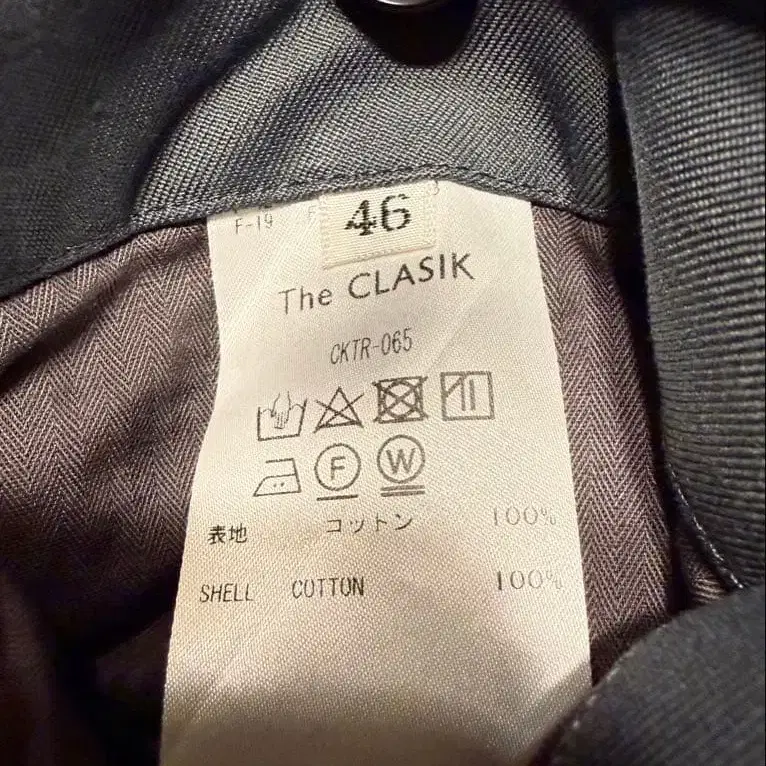 46
F-19
The CLASIK
CKTR-065
F W
表地 コットン 100%
SHELL COTTON 100%